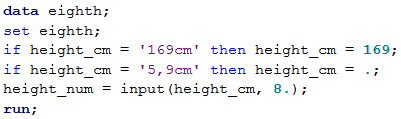 data eighth;
set eighth;
if height_cm = '169cm' then height_cm = 169;
if height_cm = '5,9cm' then height_cm = .;
height_num = input(height_cm, 8.);
run;